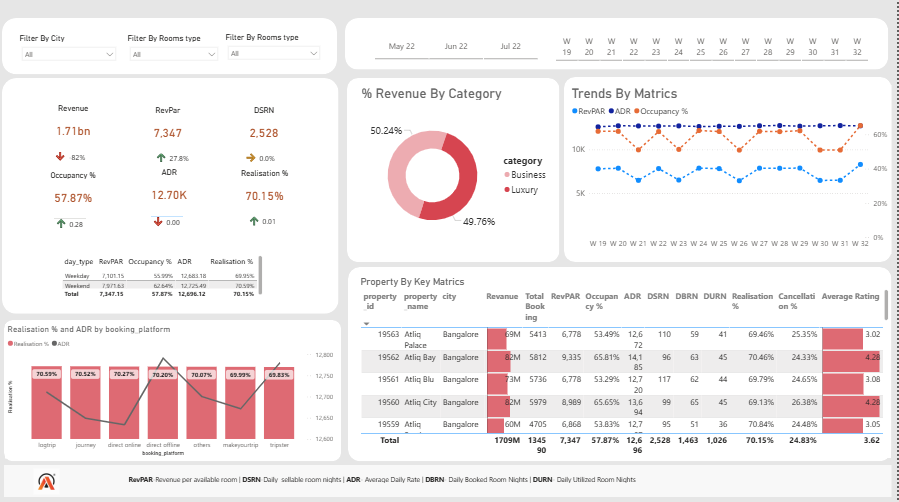 Filter By City
Filter By Rooms type
Filter By Rooms type
All
All
All
May 22 Jun 22 Jul 22
W 19 W 20 W 21 W 22 W 23 W 24 W 25 W 26 W 27 W 28 W 29 W 30 W 31 W 32
Revenue RevPar DSRN
1.71bn 7,347 2,528
-82% 27.8% 0.0%
Occupancy % ADR Realisation %
57.87% 12.70K 70.15%
0.28 0.00 0.01
day_type RevPAR Occupancy % ADR Realisation %
Weekday 7,101.15 55.99% 12,683.18 69.95%
Weekend 7,971.63 62.64% 12,725.49 70.59%
Total 7,347.15 57.87% 12,696.12 70.15%
% Revenue By Category
50.24%
category
Business
Luxury
49.76%
Trends By Matrics
RevPAR ADR Occupancy %
10K
5K
60%
40%
20%
0%
W 19 W 20 W 21 W 22 W 23 W 24 W 25 W 26 W 27 W 28 W 29 W 30 W 31 W 32
Realisation % and ADR by booking_platform
Realisation % ADR
Realisation %
70.59% 70.52% 70.27% 70.20% 70.07% 69.99% 69.83%
12,800
12,750
12,700
12,650
12,600
logtrip journey direct online direct offline others makeyourtrip tripster
booking_platform
Property By Key Matrics
property_id property_name city Revanue Total Booking RevPAR Occupancy % ADR DSRN DBRN DURN Realisation % Cancellation % Average Rating
19563 Atliq Palace Bangalore 69M 5413 6,778 53.49% 12,672 110 59 41 69.46% 25.35% 3.02
19562 Atliq Bay Bangalore 82M 5812 9,335 65.81% 14,185 96 63 45 70.46% 24.33% 4.28
19561 Atliq Blu Bangalore 73M 5736 6,778 53.29% 12,720 117 62 44 69.79% 24.65% 3.08
19560 Atliq City Bangalore 82M 5979 8,989 65.65% 13,694 99 65 45 69.13% 26.38% 4.28
19559 Atliq Bangalore 60M 4705 6,868 53.83% 12,7 95 51 36 70.84% 24.48% 3.05
Total 1709M 134590 7,347 57.87% 12,696 2,528 1,463 1,026 70.15% 24.83% 3.62
RevPAR Revenue per available room | DSRN Daily sellable room nights | ADR Average Daily Rate | DBRN Daily Booked Room Nights | DURN Daily Utilized Room Nights